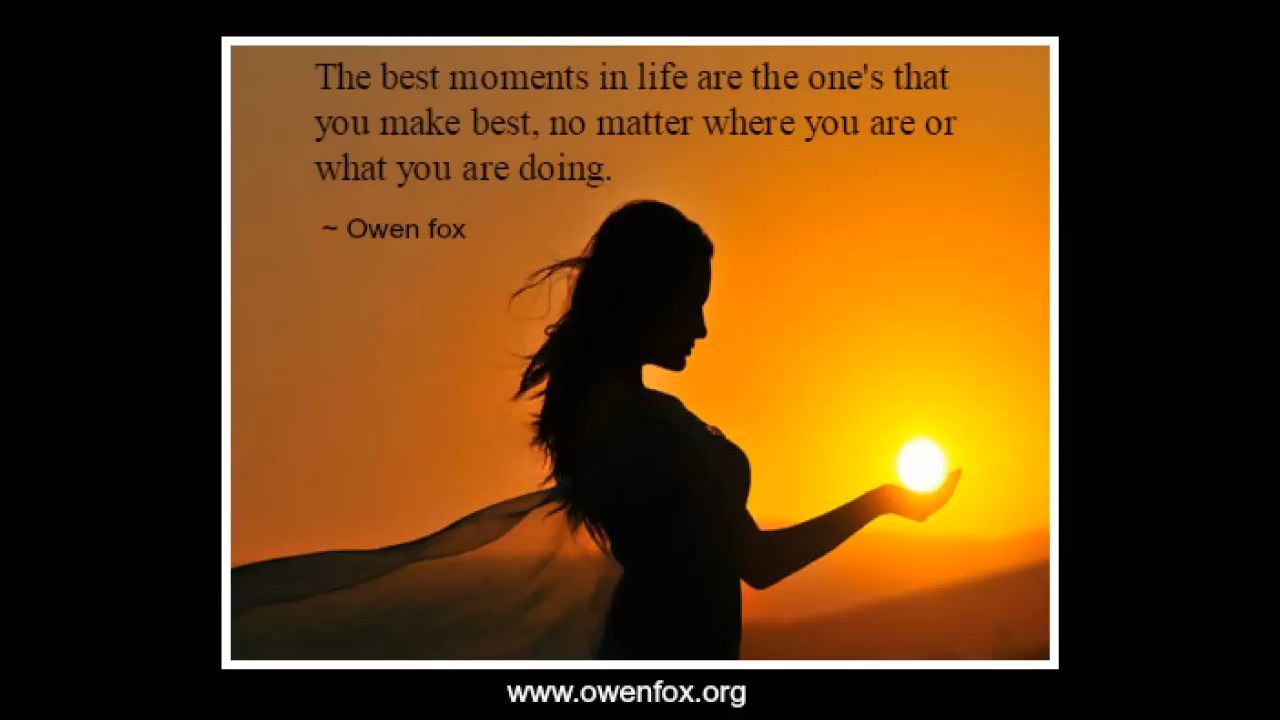 The best moments in life are the one's that
you make best, no matter where you are or
what you are doing.
~ Owen fox
www.owenfox.org